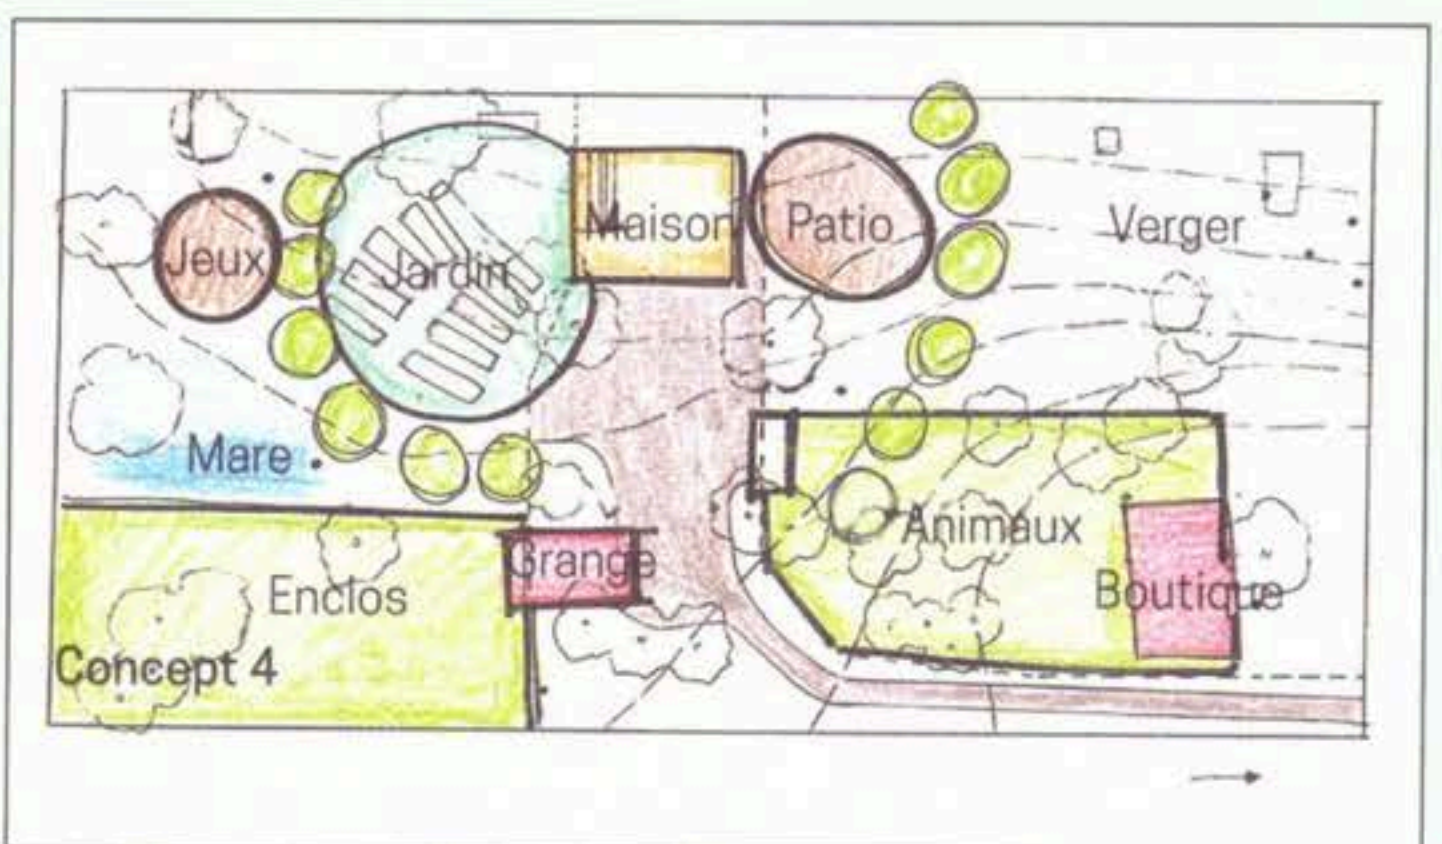 Maison
Patio
Verger
Jeux
Jardin
Mare
Animaux
Grange
Enclos
Boutique
Concept 4